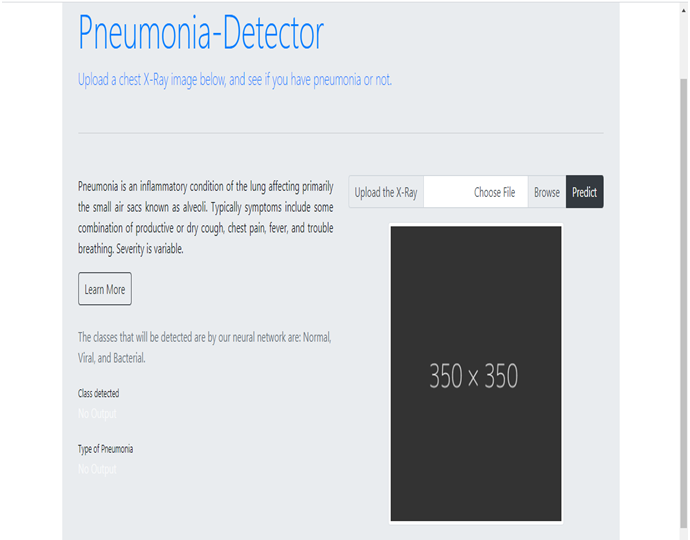 Pneumonia-Detector
Upload a chest X-Ray image below, and see if you have pneumonia or not.
Pneumonia is an inflammatory condition of the lung affecting primarily
the small air sacs known as alveoli. Typically symptoms include some
combination of productive or dry cough, chest pain, fever, and trouble
breathing. Severity is variable.
Learn More
The classes that will be detected are by our neural network are: Normal,
Viral, and Bacterial.
Class detected
No Output
Type of Pneumonia
No Output
Upload the X-Ray Choose File Browse Predict
350 × 350